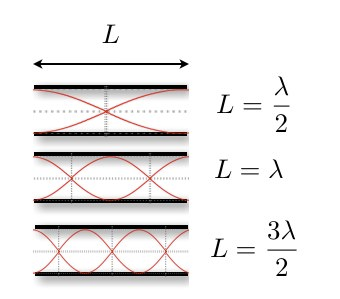 L
L = λ/2
L = λ
L = 3λ/2